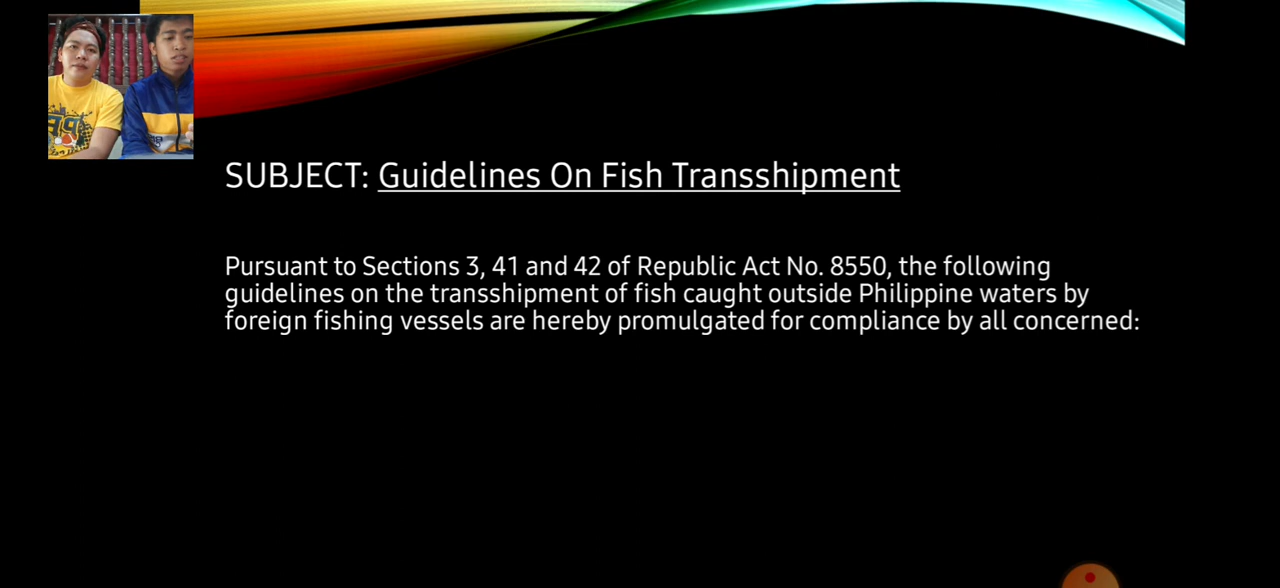 SUBJECT: Guidelines On Fish Transshipment
Pursuant to Sections 3, 41 and 42 of Republic Act No. 8550, the following
guidelines on the transshipment of fish caught outside Philippine waters by
foreign fishing vessels are hereby promulgated for compliance by all concerned: